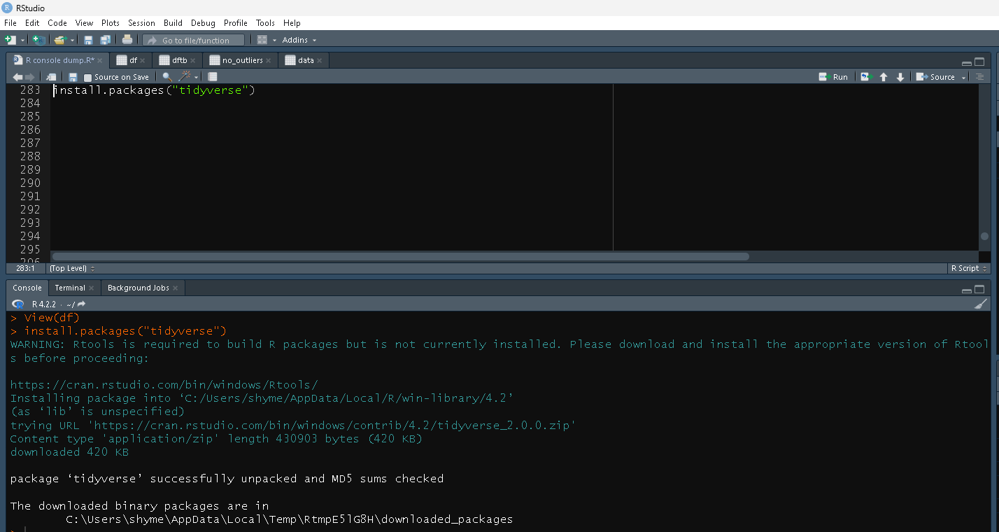 RStudio
File Edit Code View Plots Session Build Debug Profile Tools Help
Go to file/function Addins
R console dump.R* df dftb no_outliers data
Source on Save Run Source
283 install.packages("tidyverse")
284
285
286
287
288
289
290
291
292
293
294
295
296
283:1 (Top Level) R Script
Console Terminal Background Jobs
R 4.2.2 · ~/
> View(df)
> install.packages("tidyverse")
WARNING: Rtools is required to build R packages but is not currently installed. Please download and install the appropriate version of Rtool
s before proceeding:
https://cran.rstudio.com/bin/windows/Rtools/
Installing package into ‘C:/Users/shyme/AppData/Local/R/win-library/4.2’
(as ‘lib’ is unspecified)
trying URL 'https://cran.rstudio.com/bin/windows/contrib/4.2/tidyverse_2.0.0.zip'
Content type 'application/zip' length 430903 bytes (420 KB)
downloaded 420 KB
package ‘tidyverse’ successfully unpacked and MD5 sums checked
The downloaded binary packages are in
C:\Users\shyme\AppData\Local\Temp\RtmpE5lG8H\downloaded_packages
>